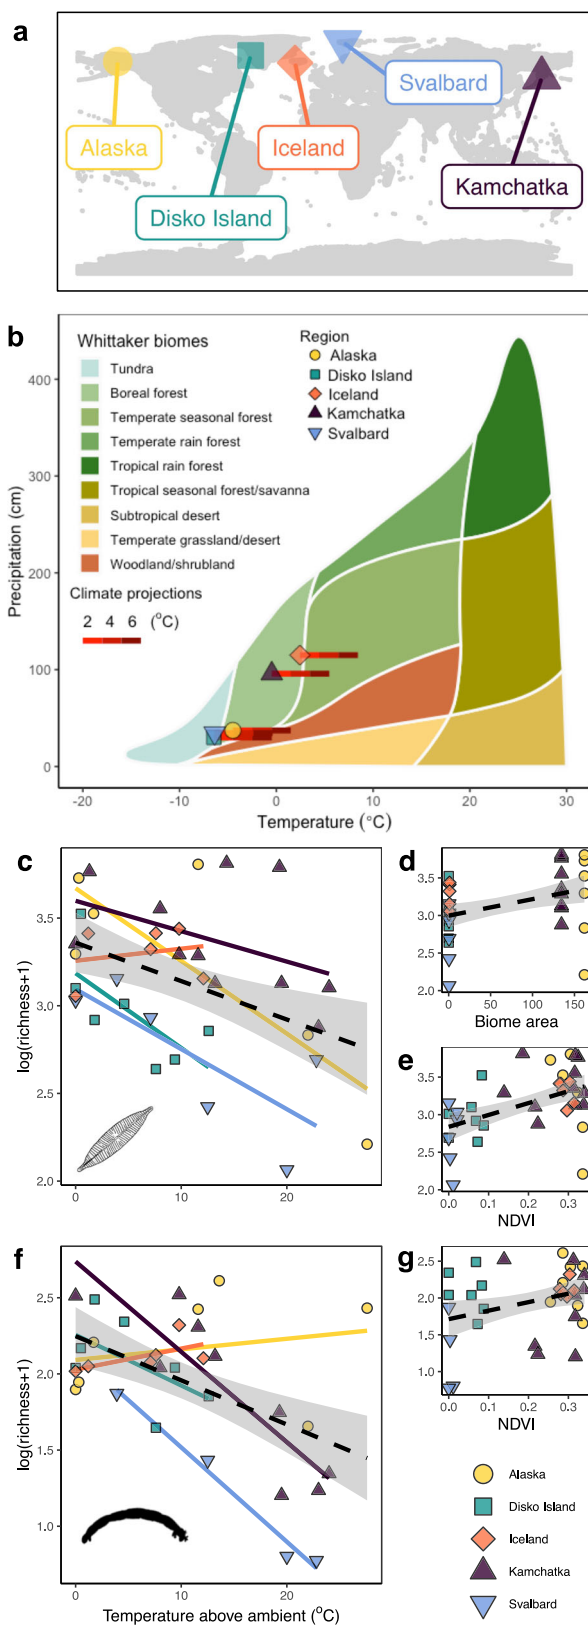 a
Alaska
Disko Island
Iceland
Svalbard
Kamchatka
b
Whittaker biomes
Tundra
Boreal forest
Temperate seasonal forest
Temperate rain forest
Tropical rain forest
Tropical seasonal forest/savanna
Subtropical desert
Temperate grassland/desert
Woodland/shrubland
Region
Alaska
Disko Island
Iceland
Kamchatka
Svalbard
Climate projections
2 4 6 (°C)
Precipitation (cm)
400
300
200
100
0
-20 -10 0 10 20 30
Temperature (°C)
c
log(richness+1)
3.5
3.0
2.5
2.0
0 10 20
d
3.5
3.0
2.5
2.0
0 50 100 150
Biome area
e
3.5
3.0
2.5
2.0
0.0 0.1 0.2 0.3
NDVI
f
log(richness+1)
2.5
2.0
1.5
1.0
0 10 20
Temperature above ambient (°C)
g
2.5
2.0
1.5
1.0
0.0 0.1 0.2 0.3
NDVI
Alaska
Disko Island
Iceland
Kamchatka
Svalbard